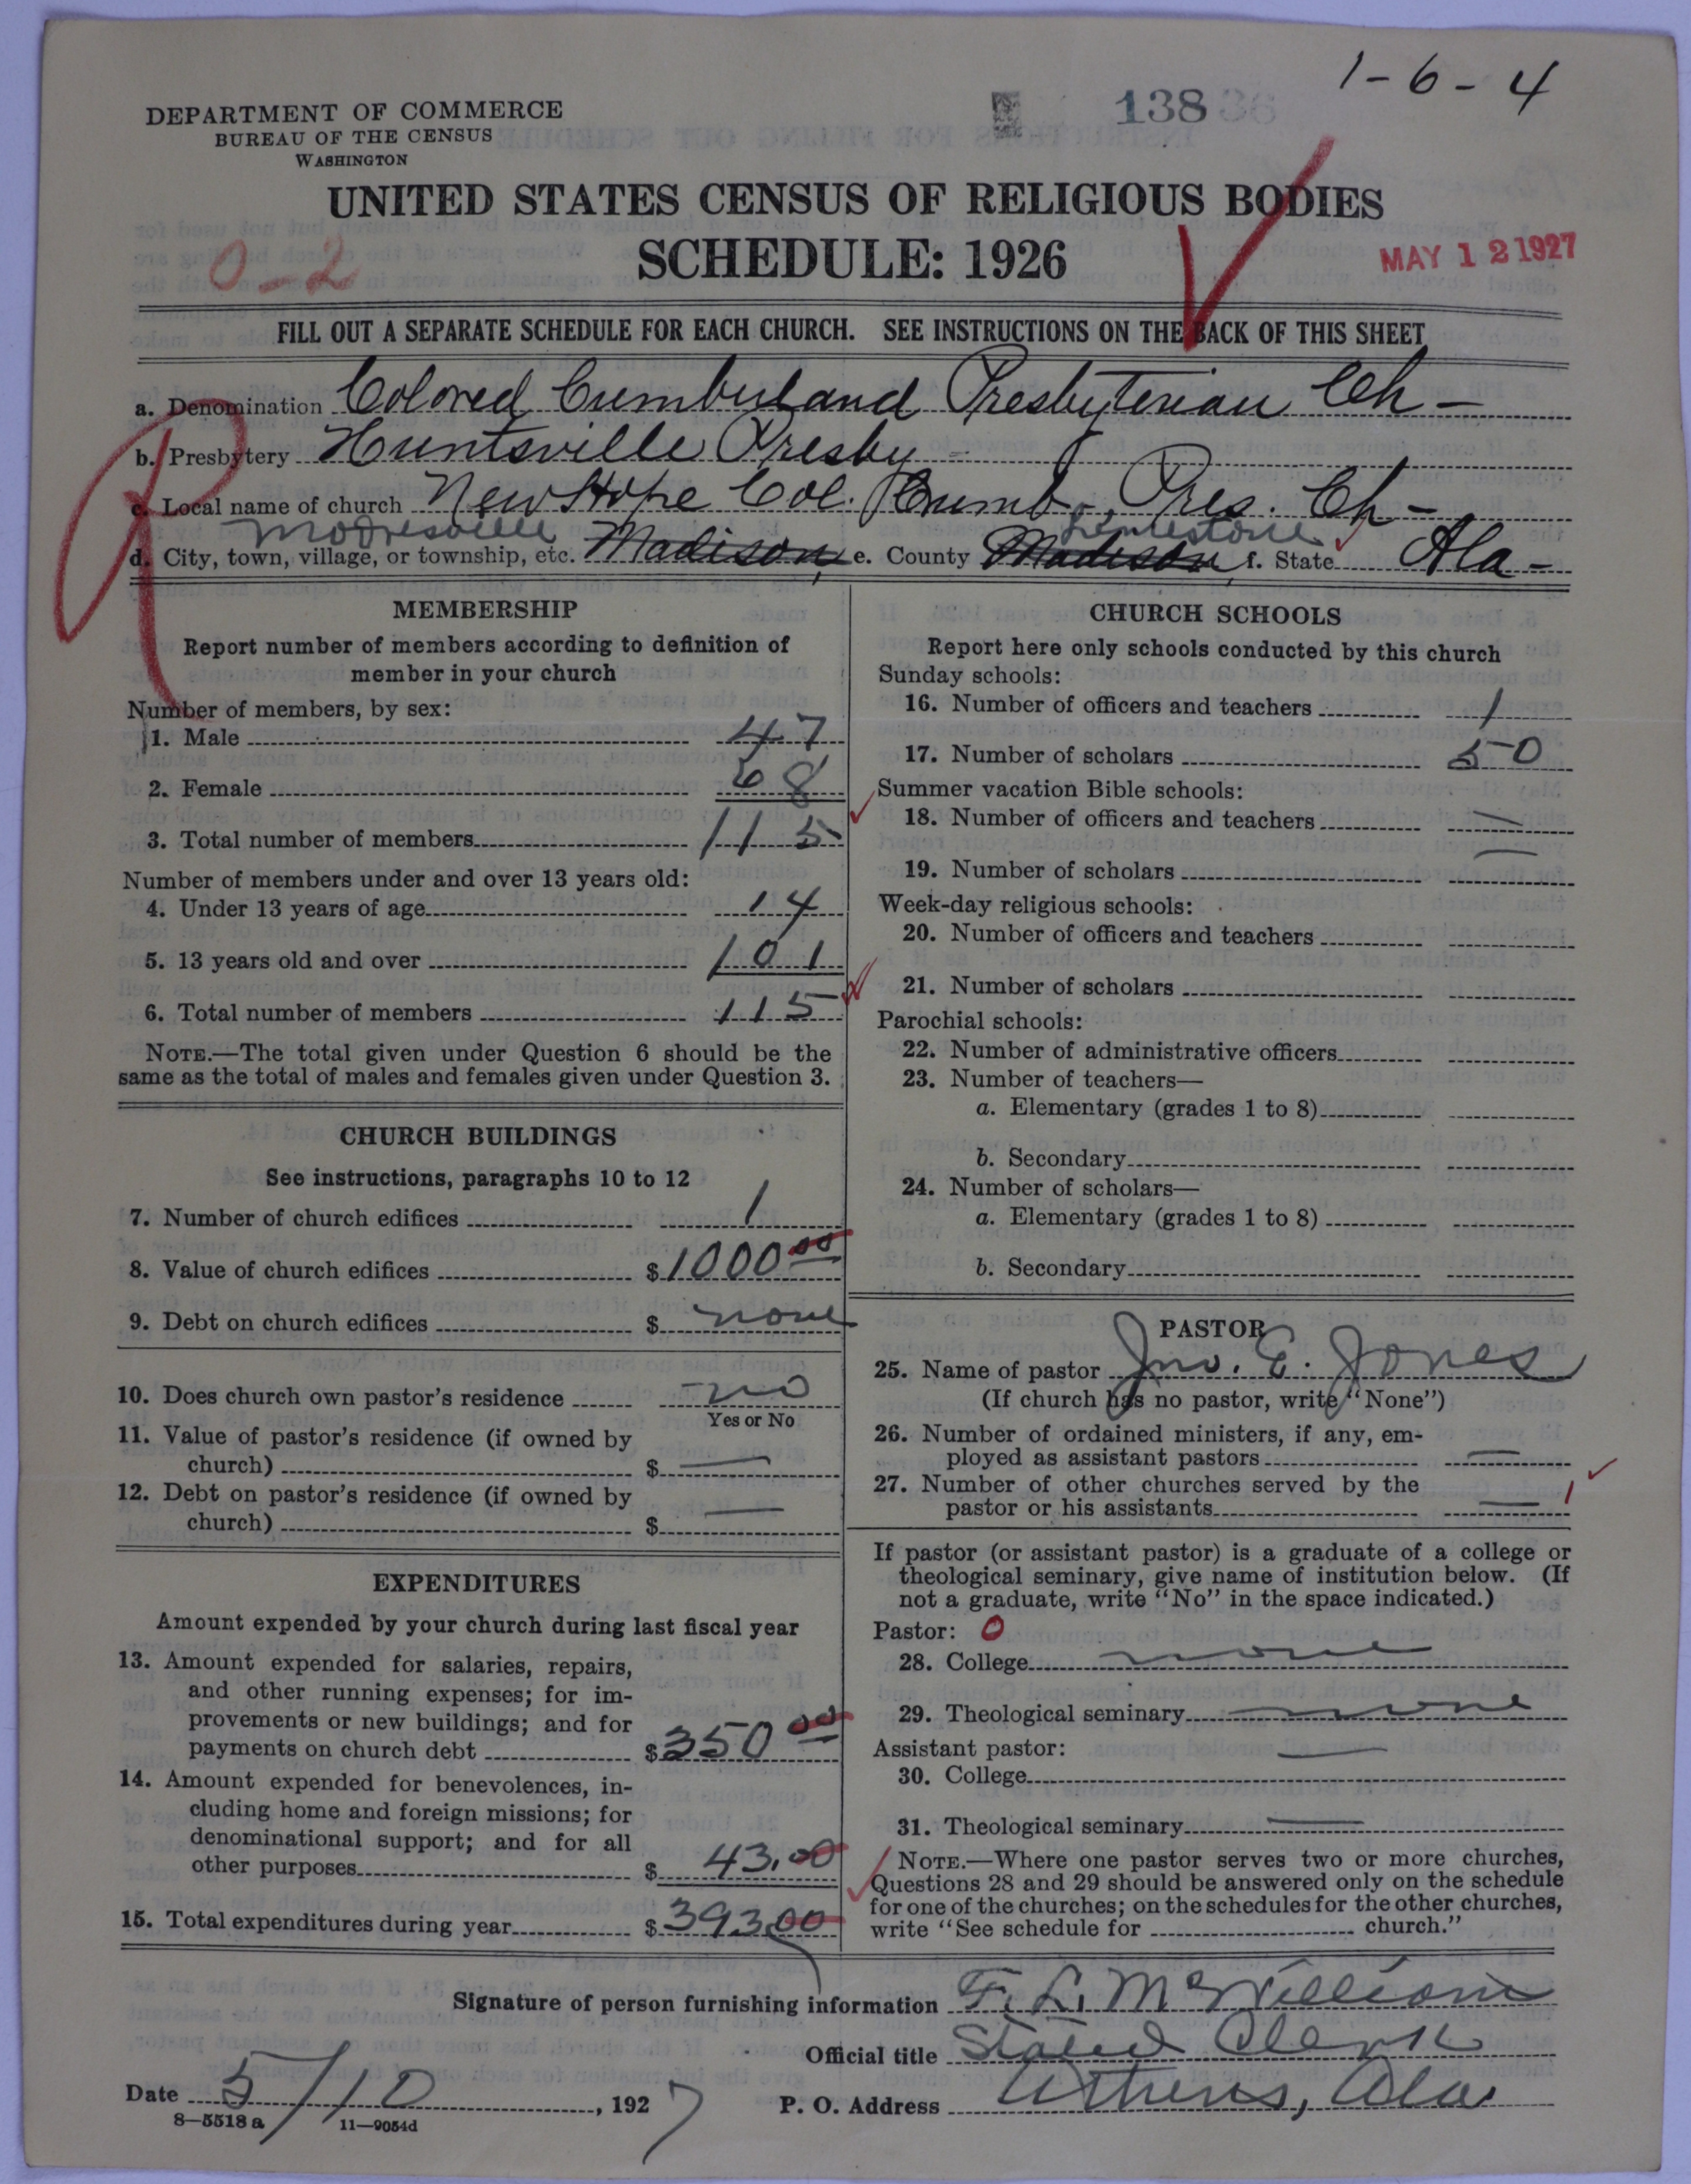 1-6-4
138
DEPARTMENT OF COMMERCE
BUREAU OF THE CENSUS
WASHINGTON
UNITED STATES CENSUS OF RELIGIOUS BODIES
SCHEDULE: 1926
0-2
MAY 12 1927
FILL OUT A SEPARATE SCHEDULE FOR EACH CHURCH. SEE INSTRUCTIONS ON THE BACK OF THIS SHEET
a. Denomination Colored Cumberland Presbyterian Ch-
b. Presbytery Huntsville Presby-
c. Local name of church New Hope Col. Cumb. Pres. Ch-
Mooresville Limestone
d. City, town, village, or township, etc. Madison, e. County Madison, f. State Ala-
MEMBERSHIP
Report number of members according to definition of
member in your church
Number of members, by sex:
1. Male 47
2. Female 68
3. Total number of members 115
Number of members under and over 13 years old:
4. Under 13 years of age 14
5. 13 years old and over 101
6. Total number of members 115
NOTE.—The total given under Question 6 should be the
same as the total of males and females given under Question 3.
CHURCH BUILDINGS
See instructions, paragraphs 10 to 12
7. Number of church edifices 1
8. Value of church edifices $1000 00
9. Debt on church edifices $ none
10. Does church own pastor's residence no
Yes or No
11. Value of pastor's residence (if owned by
church) $ —
12. Debt on pastor's residence (if owned by
church) $ —
EXPENDITURES
Amount expended by your church during last fiscal year
13. Amount expended for salaries, repairs,
and other running expenses; for im-
provements or new buildings; and for
payments on church debt $350 00
14. Amount expended for benevolences, in-
cluding home and foreign missions; for
denominational support; and for all
other purposes $ 43.00
15. Total expenditures during year $393.00
CHURCH SCHOOLS
Report here only schools conducted by this church
Sunday schools:
16. Number of officers and teachers 1
17. Number of scholars 50
Summer vacation Bible schools:
18. Number of officers and teachers —
19. Number of scholars —
Week-day religious schools:
20. Number of officers and teachers
21. Number of scholars
Parochial schools:
22. Number of administrative officers
23. Number of teachers—
a. Elementary (grades 1 to 8)
b. Secondary
24. Number of scholars—
a. Elementary (grades 1 to 8)
b. Secondary
PASTOR
25. Name of pastor Jno. E. Jones
(If church has no pastor, write "None")
26. Number of ordained ministers, if any, em-
ployed as assistant pastors —
27. Number of other churches served by the
pastor or his assistants — 1
If pastor (or assistant pastor) is a graduate of a college or
theological seminary, give name of institution below. (If
not a graduate, write "No" in the space indicated.)
Pastor: 0
28. College none
29. Theological seminary none
Assistant pastor: —
30. College
31. Theological seminary —
NOTE.—Where one pastor serves two or more churches,
Questions 28 and 29 should be answered only on the schedule
for one of the churches; on the schedules for the other churches,
write "See schedule for church."
Signature of person furnishing information F. L. McWilliams
Official title Stated Clerk
Date 5/10, 1927 P. O. Address Athens, Ala
8—5518a 11—9054d